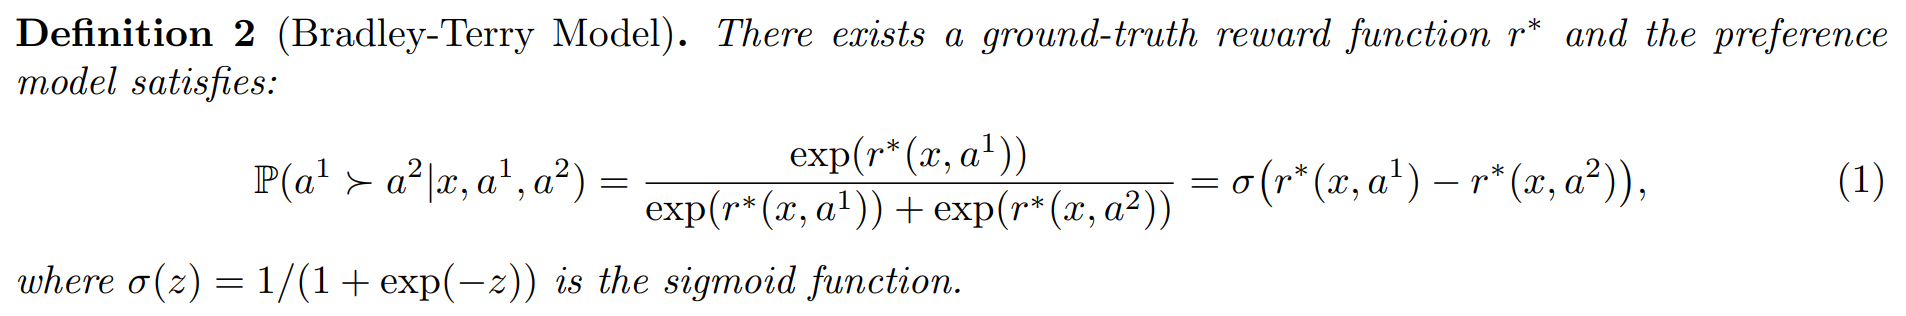 Definition 2 (Bradley-Terry Model). There exists a ground-truth reward function r* and the preference
model satisfies:
ℙ(a¹ ≻ a²|x, a¹, a²) = exp(r*(x, a¹)) / (exp(r*(x, a¹)) + exp(r*(x, a²))) = σ(r*(x, a¹) − r*(x, a²)), (1)
where σ(z) = 1/(1 + exp(−z)) is the sigmoid function.